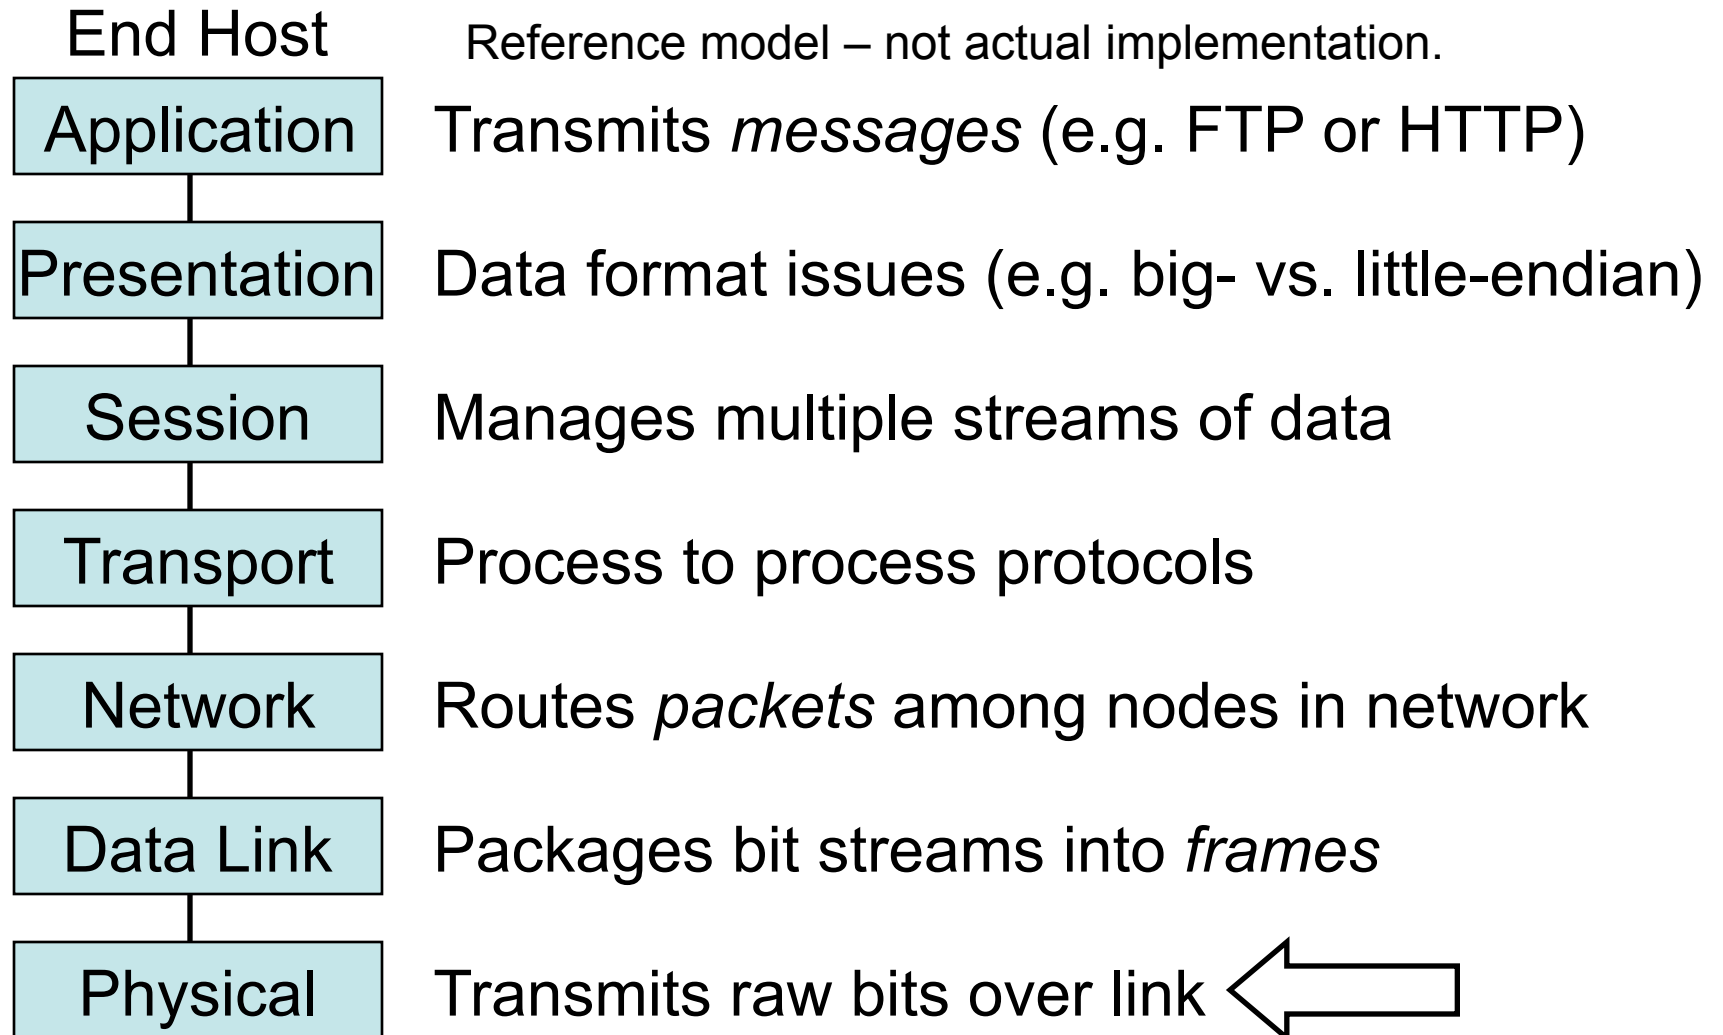 End Host
Reference model – not actual implementation.
Application
Transmits messages (e.g. FTP or HTTP)
Presentation
Data format issues (e.g. big- vs. little-endian)
Session
Manages multiple streams of data
Transport
Process to process protocols
Network
Routes packets among nodes in network
Data Link
Packages bit streams into frames
Physical
Transmits raw bits over link